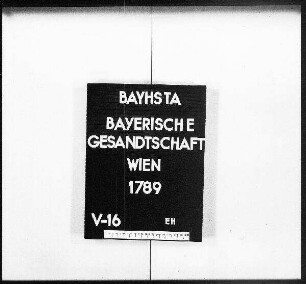 BAYHSTA
BAYERISCHE
GESANDTSCHAFT
WIEN
1789
V-16 EH